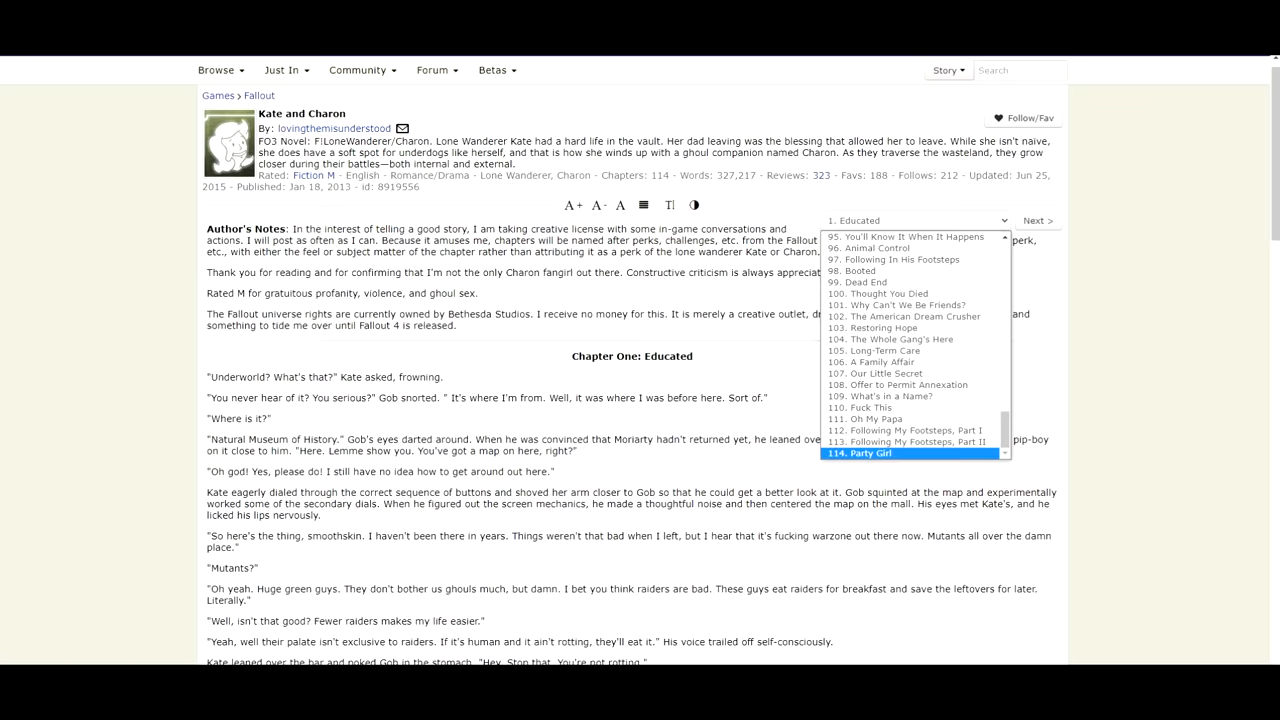 Browse Just In Community Forum Betas Story Search
Games > Fallout
Kate and Charon
Follow/Fav
By: lovingthemisunderstood
FO3 Novel: F!LoneWanderer/Charon. Lone Wanderer Kate had a hard life in the vault. Her dad leaving was the blessing that allowed her to leave. While she isn't naive,
she does have a soft spot for underdogs like herself, and that is how she winds up with a ghoul companion named Charon. As they traverse the wasteland, they grow
closer during their battles—both internal and external.
Rated: Fiction M - English - Romance/Drama - Lone Wanderer, Charon - Chapters: 114 - Words: 327,217 - Reviews: 323 - Favs: 188 - Follows: 212 - Updated: Jun 25,
2015 - Published: Jan 18, 2013 - id: 8919556
A+ A- A
1. Educated Next >
Author's Notes: In the interest of telling a good story, I am taking creative license with some in-game conversations and
actions. I will post as often as I can. Because it amuses me, chapters will be named after perks, challenges, etc. from the Fallout perk,
etc., with either the feel or subject matter of the chapter rather than attributing it as a perk of the lone wanderer Kate or Charon.
Thank you for reading and for confirming that I'm not the only Charon fangirl out there. Constructive criticism is always appreciat
Rated M for gratuitous profanity, violence, and ghoul sex.
The Fallout universe rights are currently owned by Bethesda Studios. I receive no money for this. It is merely a creative outlet, dr and
something to tide me over until Fallout 4 is released.
95. You'll Know It When It Happens
96. Animal Control
97. Following In His Footsteps
98. Booted
99. Dead End
100. Thought You Died
101. Why Can't We Be Friends?
102. The American Dream Crusher
103. Restoring Hope
104. The Whole Gang's Here
105. Long-Term Care
106. A Family Affair
107. Our Little Secret
108. Offer to Permit Annexation
109. What's in a Name?
110. Fuck This
111. Oh My Papa
112. Following My Footsteps, Part I
113. Following My Footsteps, Part II
114. Party Girl
Chapter One: Educated
"Underworld? What's that?" Kate asked, frowning.
"You never hear of it? You serious?" Gob snorted. " It's where I'm from. Well, it was where I was before here. Sort of."
"Where is it?"
"Natural Museum of History." Gob's eyes darted around. When he was convinced that Moriarty hadn't returned yet, he leaned ove pip-boy
on it close to him. "Here. Lemme show you. You've got a map on here, right?"
"Oh god! Yes, please do! I still have no idea how to get around out here."
Kate eagerly dialed through the correct sequence of buttons and shoved her arm closer to Gob so that he could get a better look at it. Gob squinted at the map and experimentally
worked some of the secondary dials. When he figured out the screen mechanics, he made a thoughtful noise and then centered the map on the mall. His eyes met Kate's, and he
licked his lips nervously.
"So here's the thing, smoothskin. I haven't been there in years. Things weren't that bad when I left, but I hear that it's fucking warzone out there now. Mutants all over the damn
place."
"Mutants?"
"Oh yeah. Huge green guys. They don't bother us ghouls much, but damn. I bet you think raiders are bad. These guys eat raiders for breakfast and save the leftovers for later.
Literally."
"Well, isn't that good? Fewer raiders makes my life easier."
"Yeah, well their palate isn't exclusive to raiders. If it's human and it ain't rotting, they'll eat it." His voice trailed off self-consciously.
Kate leaned over the bar and poked Gob in the stomach. "Hey. Stop that. You're not rotting."